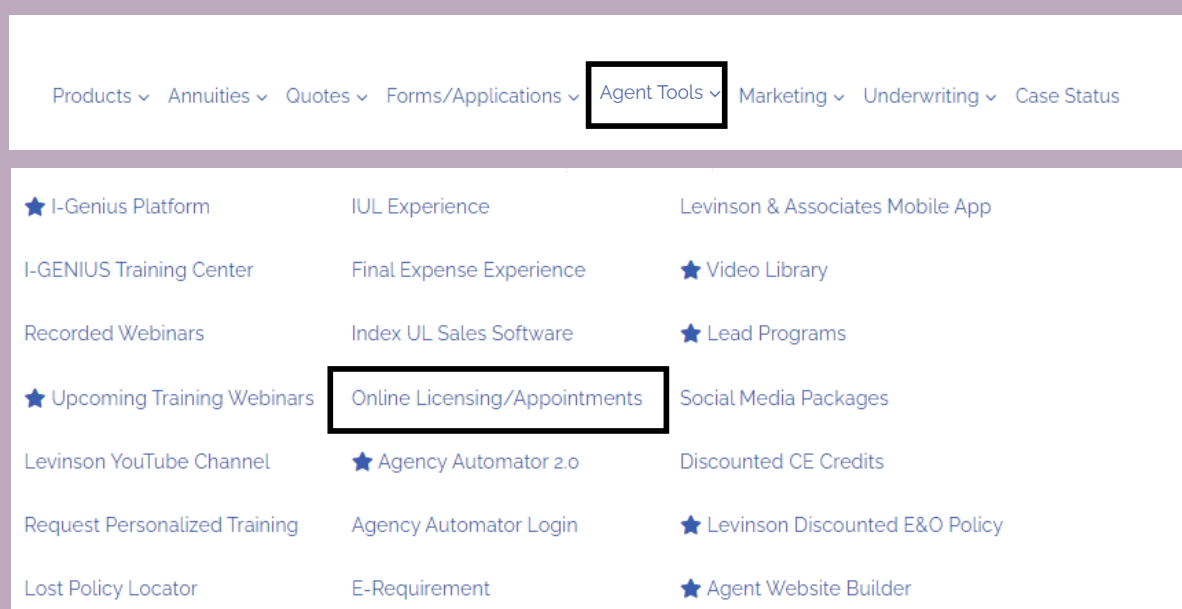 Products Annuities Quotes Forms/Applications Agent Tools Marketing Underwriting Case Status
I-Genius Platform IUL Experience Levinson & Associates Mobile App
I-GENIUS Training Center Final Expense Experience Video Library
Recorded Webinars Index UL Sales Software Lead Programs
Upcoming Training Webinars Online Licensing/Appointments Social Media Packages
Levinson YouTube Channel Agency Automator 2.0 Discounted CE Credits
Request Personalized Training Agency Automator Login Levinson Discounted E&O Policy
Lost Policy Locator E-Requirement Agent Website Builder